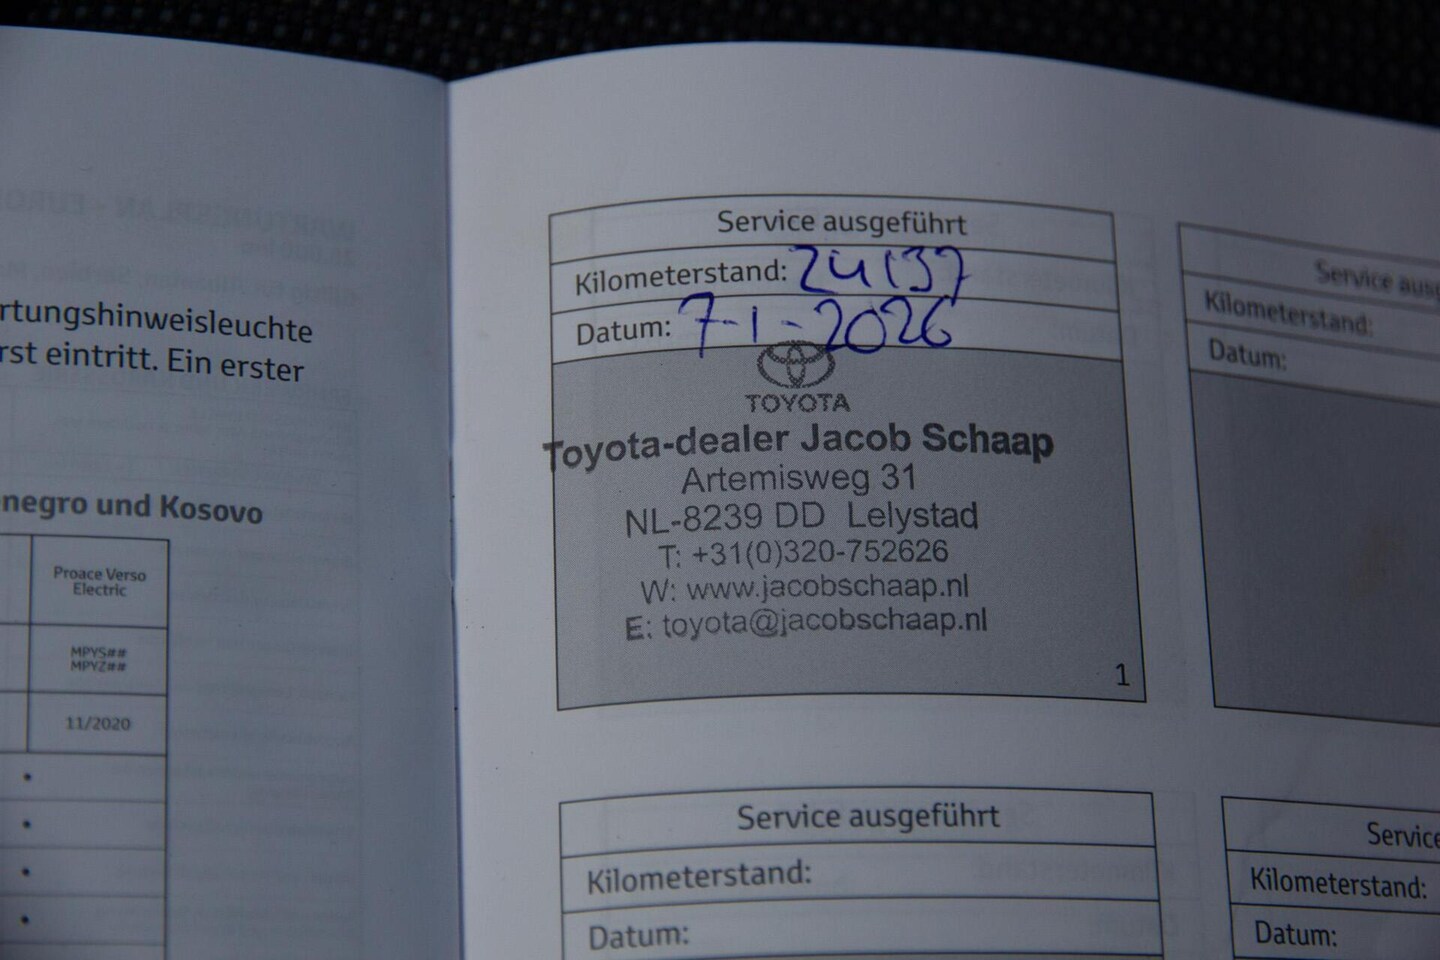 rtungshinweisleuchte
rst eintritt. Ein erster
negro und Kosovo
Proace Verso
Electric
MPYS##
MPYZ##
11/2020
Service ausgeführt
Kilometerstand: 24137
Datum: 7-1-2026
TOYOTA
Toyota-dealer Jacob Schaap
Artemisweg 31
NL-8239 DD Lelystad
T: +31(0)320-752626
W: www.jacobschaap.nl
E: toyota@jacobschaap.nl
1
Service ausg
Kilometerstand:
Datum:
Service ausgeführt
Kilometerstand:
Datum:
Service
Kilometerstand:
Datum: